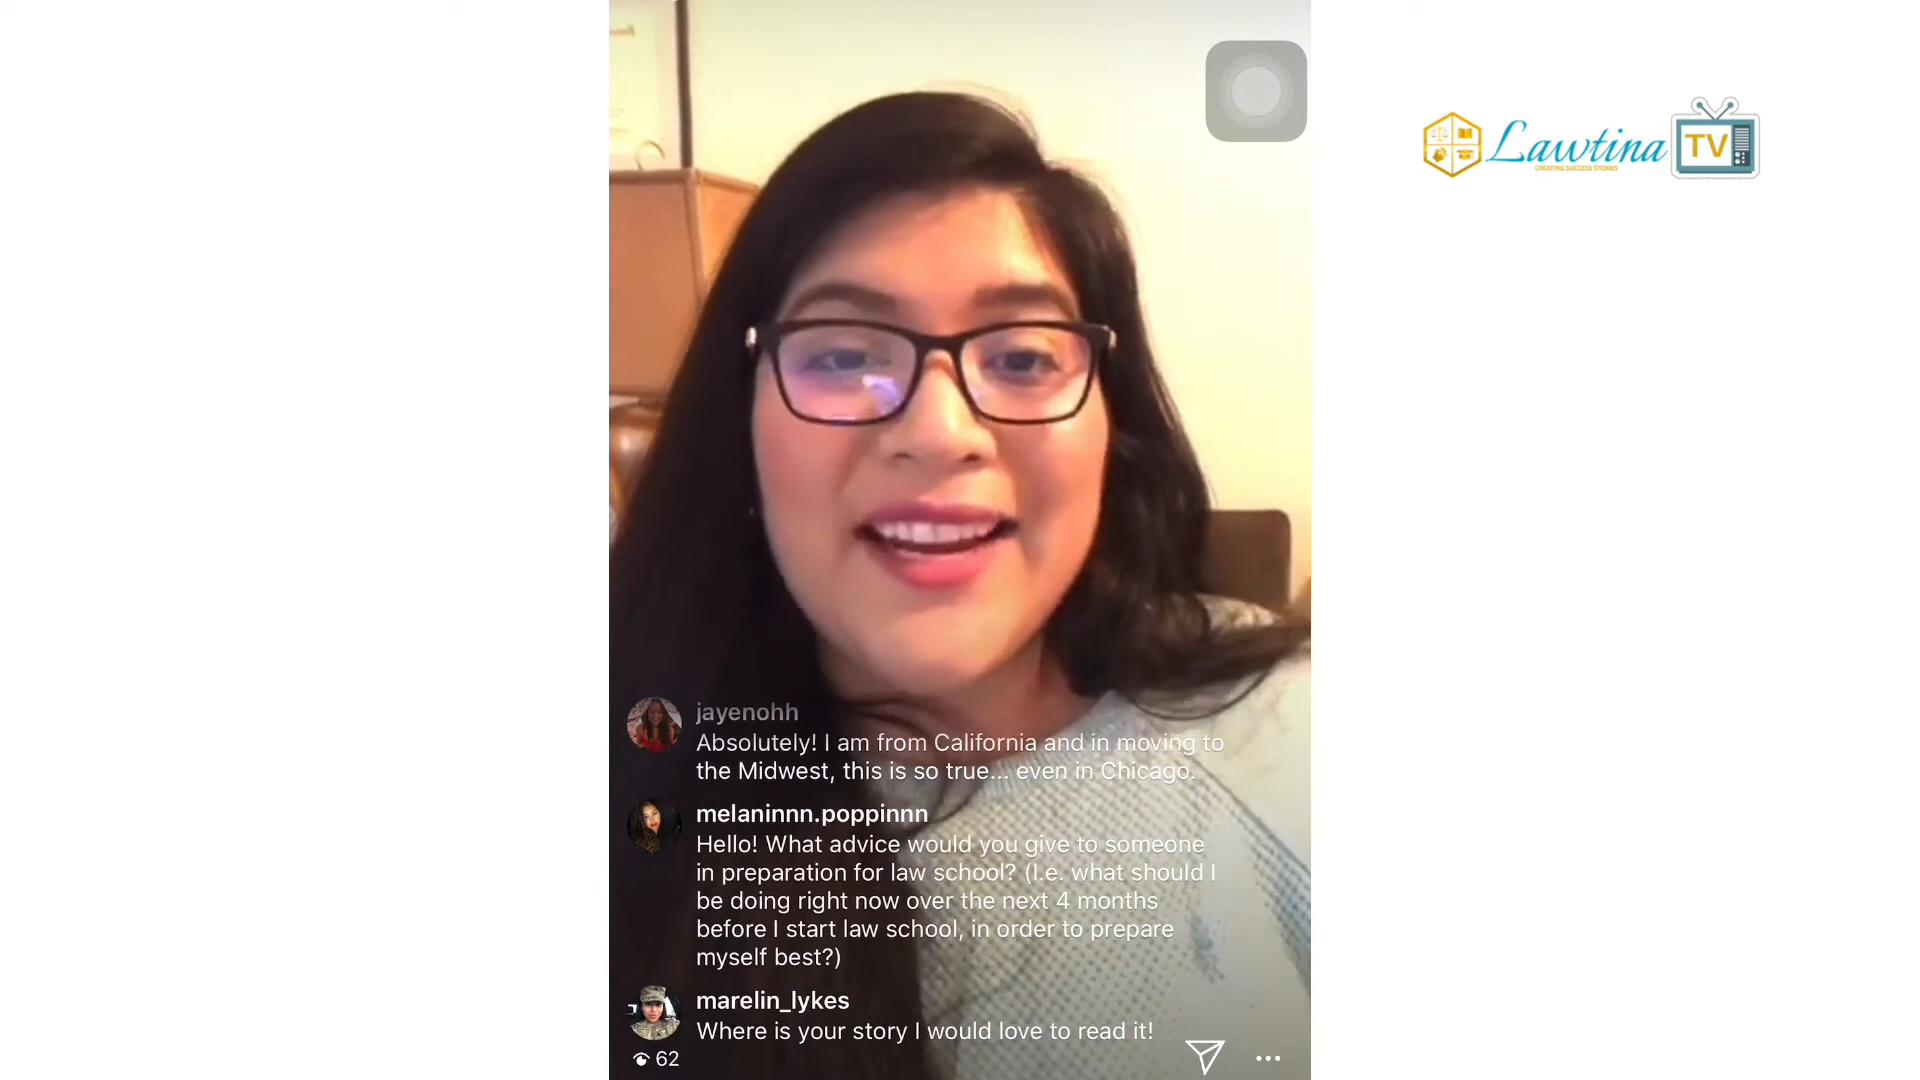 Lawtina
CREATING SUCCESS STORIES
TV
jayenohh
Absolutely! I am from California and in moving to
the Midwest, this is so true... even in Chicago.
melaninnn.poppinnn
Hello! What advice would you give to someone
in preparation for law school? (I.e. what should I
be doing right now over the next 4 months
before I start law school, in order to prepare
myself best?)
marelin_lykes
Where is your story I would love to read it!
62